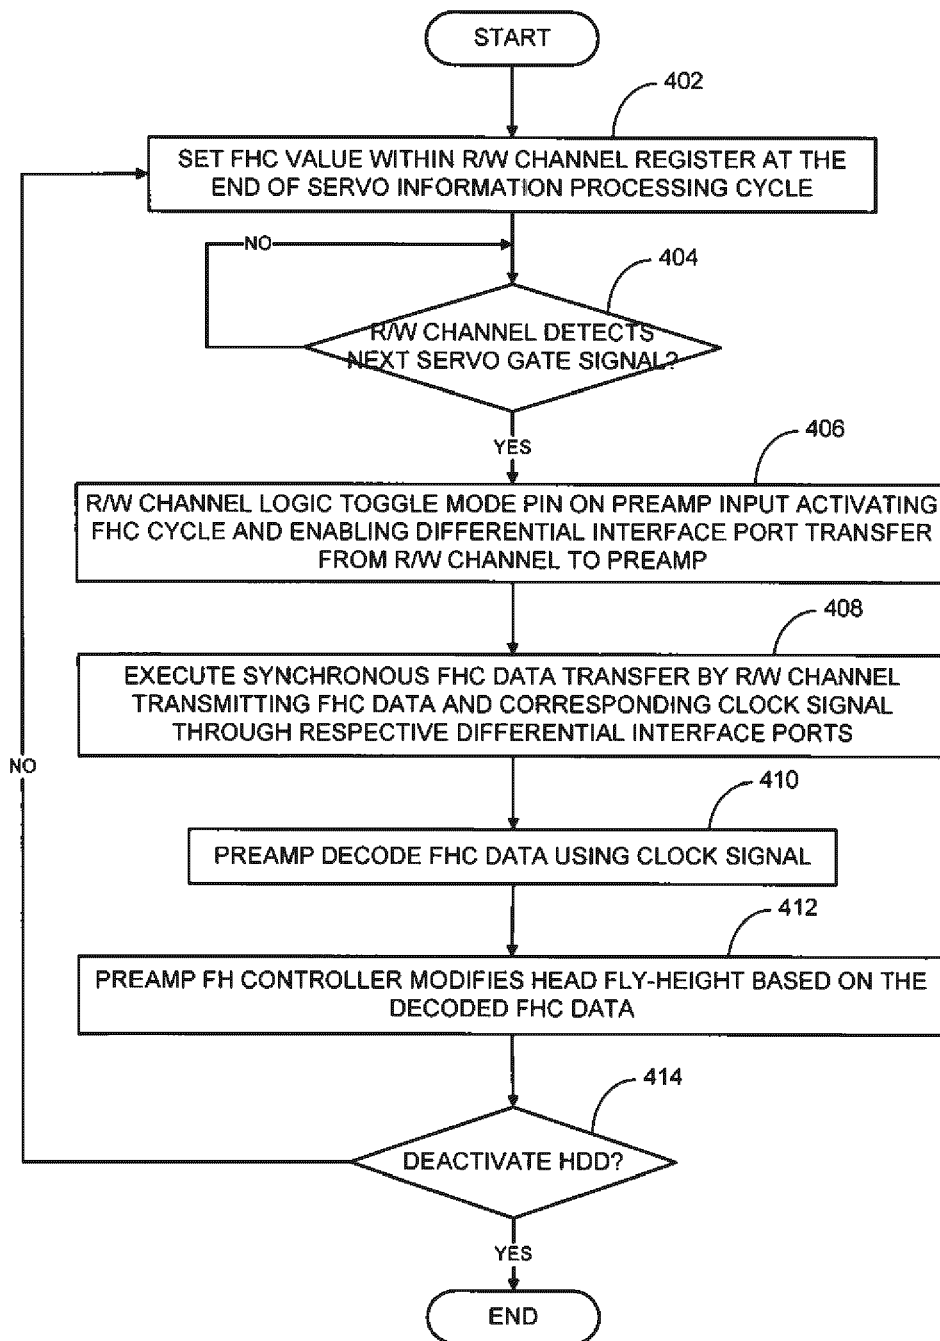 START
402
SET FHC VALUE WITHIN R/W CHANNEL REGISTER AT THE
END OF SERVO INFORMATION PROCESSING CYCLE
NO
404
R/W CHANNEL DETECTS
NEXT SERVO GATE SIGNAL?
YES
406
R/W CHANNEL LOGIC TOGGLE MODE PIN ON PREAMP INPUT ACTIVATING
FHC CYCLE AND ENABLING DIFFERENTIAL INTERFACE PORT TRANSFER
FROM R/W CHANNEL TO PREAMP
408
EXECUTE SYNCHRONOUS FHC DATA TRANSFER BY R/W CHANNEL
TRANSMITTING FHC DATA AND CORRESPONDING CLOCK SIGNAL
THROUGH RESPECTIVE DIFFERENTIAL INTERFACE PORTS
NO
410
PREAMP DECODE FHC DATA USING CLOCK SIGNAL
412
PREAMP FH CONTROLLER MODIFIES HEAD FLY-HEIGHT BASED ON THE
DECODED FHC DATA
414
DEACTIVATE HDD?
YES
END